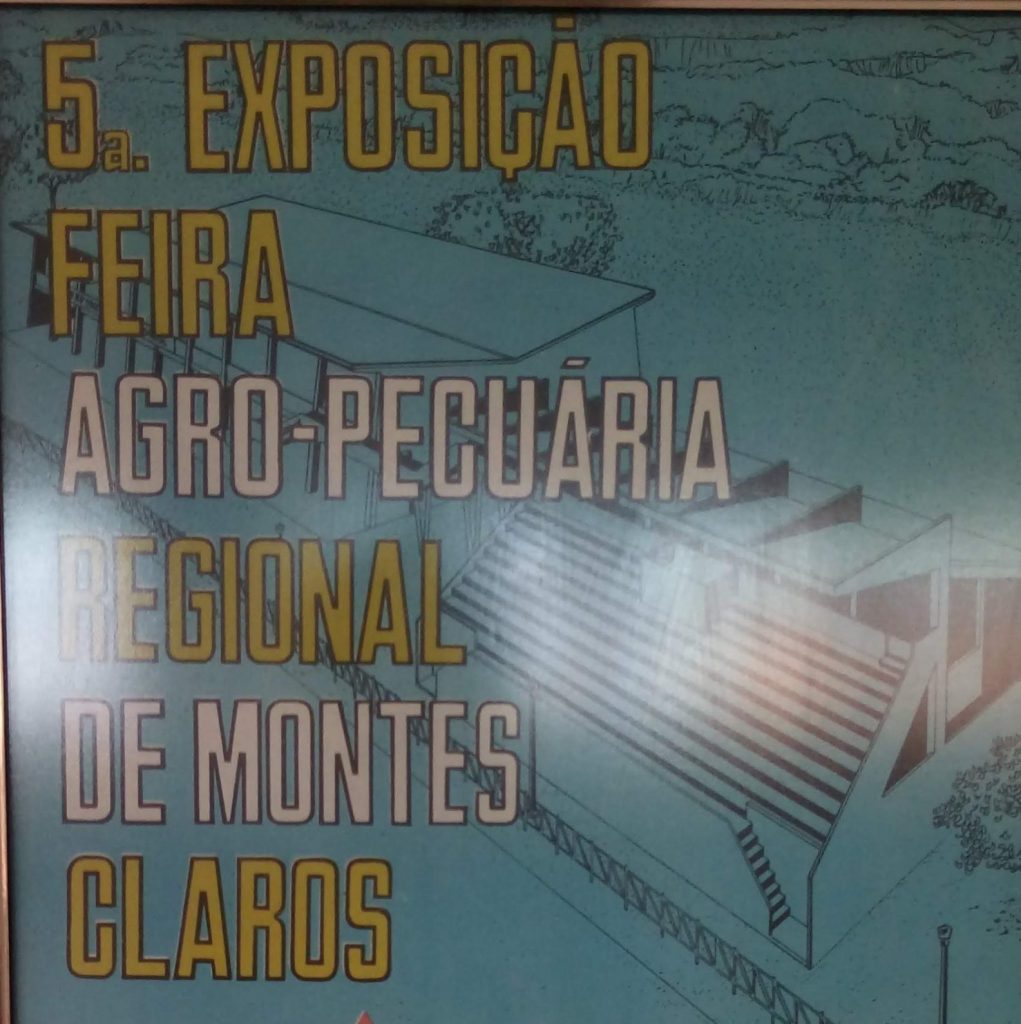 5a. EXPOSIÇÃO
FEIRA
AGRO-PECUÁRIA
REGIONAL
DE MONTES
CLAROS